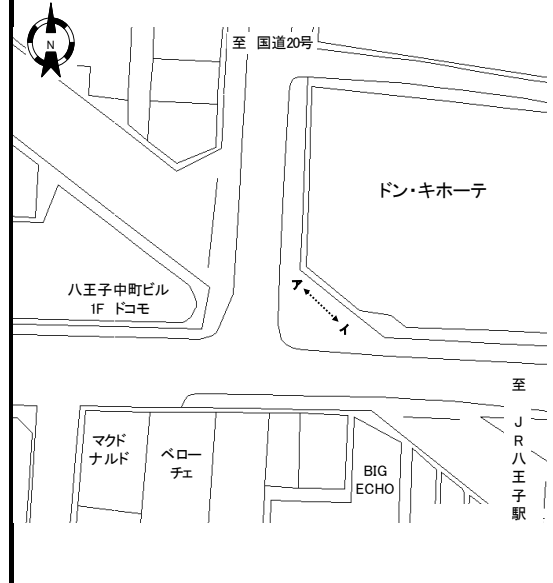 N
至 国道20号
ドン・キホーテ
ア
イ
八王子中町ビル
1F ドコモ
至
JR八王子駅
マクド
ナルド
ベロー
チェ
BIG
ECHO